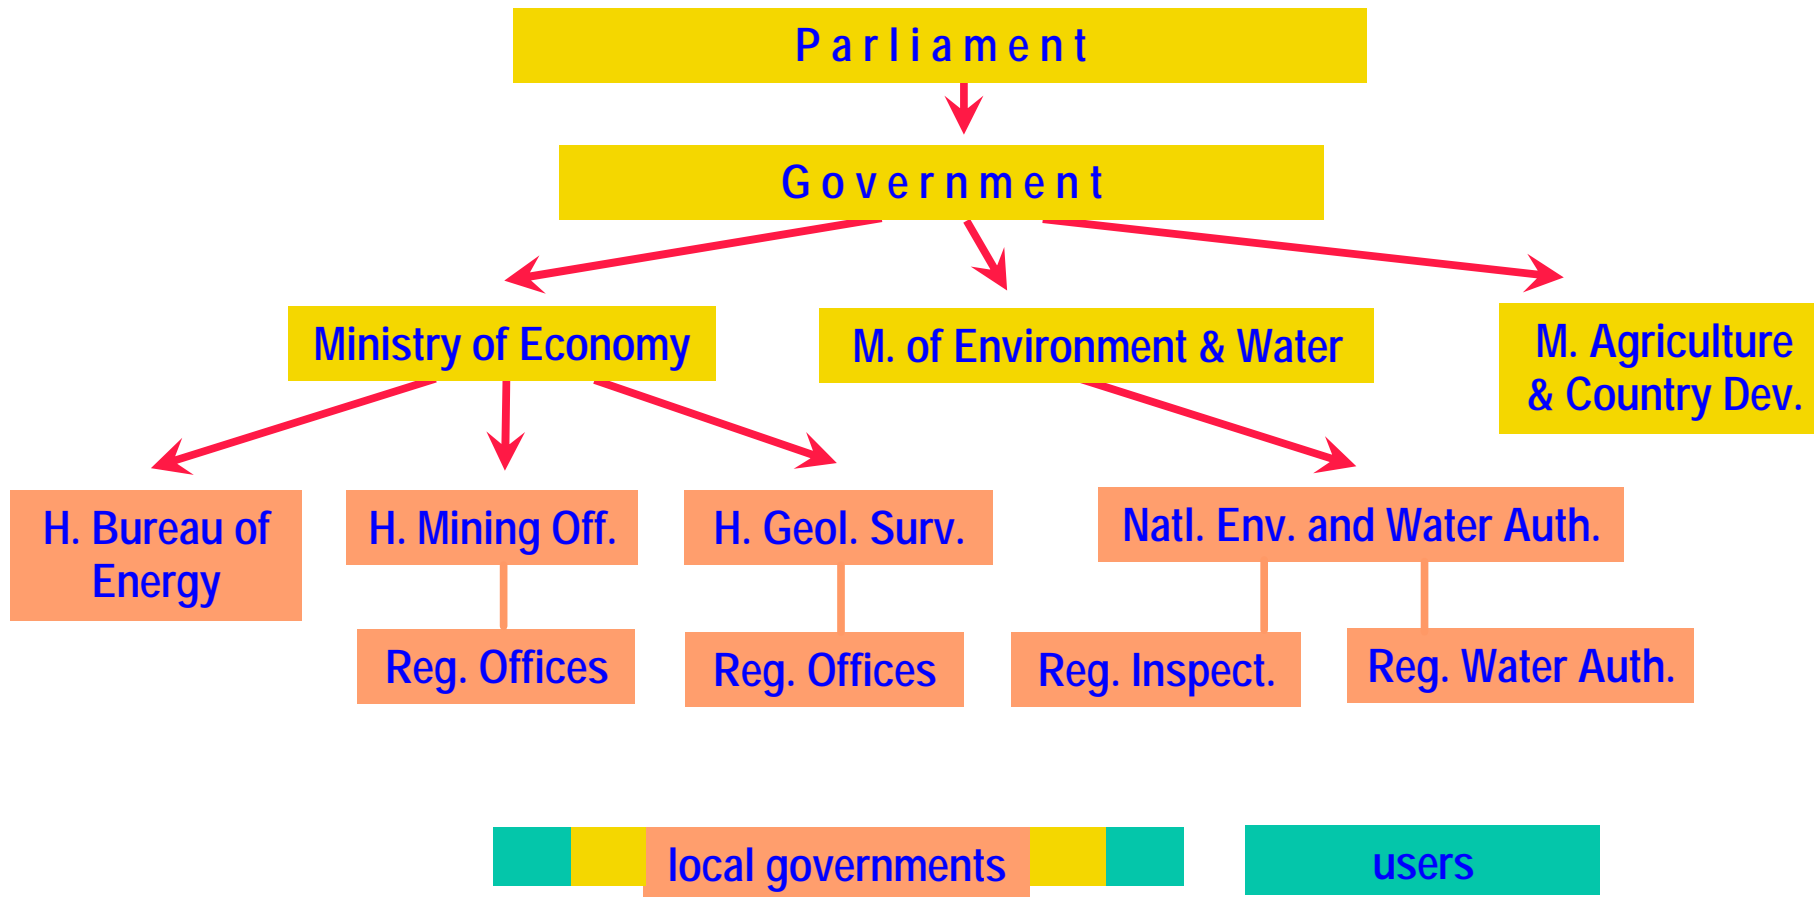 Parliament
Government
Ministry of Economy
M. of Environment & Water
M. Agriculture
& Country Dev.
H. Bureau of
Energy
H. Mining Off.
H. Geol. Surv.
Natl. Env. and Water Auth.
Reg. Offices
Reg. Offices
Reg. Inspect.
Reg. Water Auth.
local governments
users